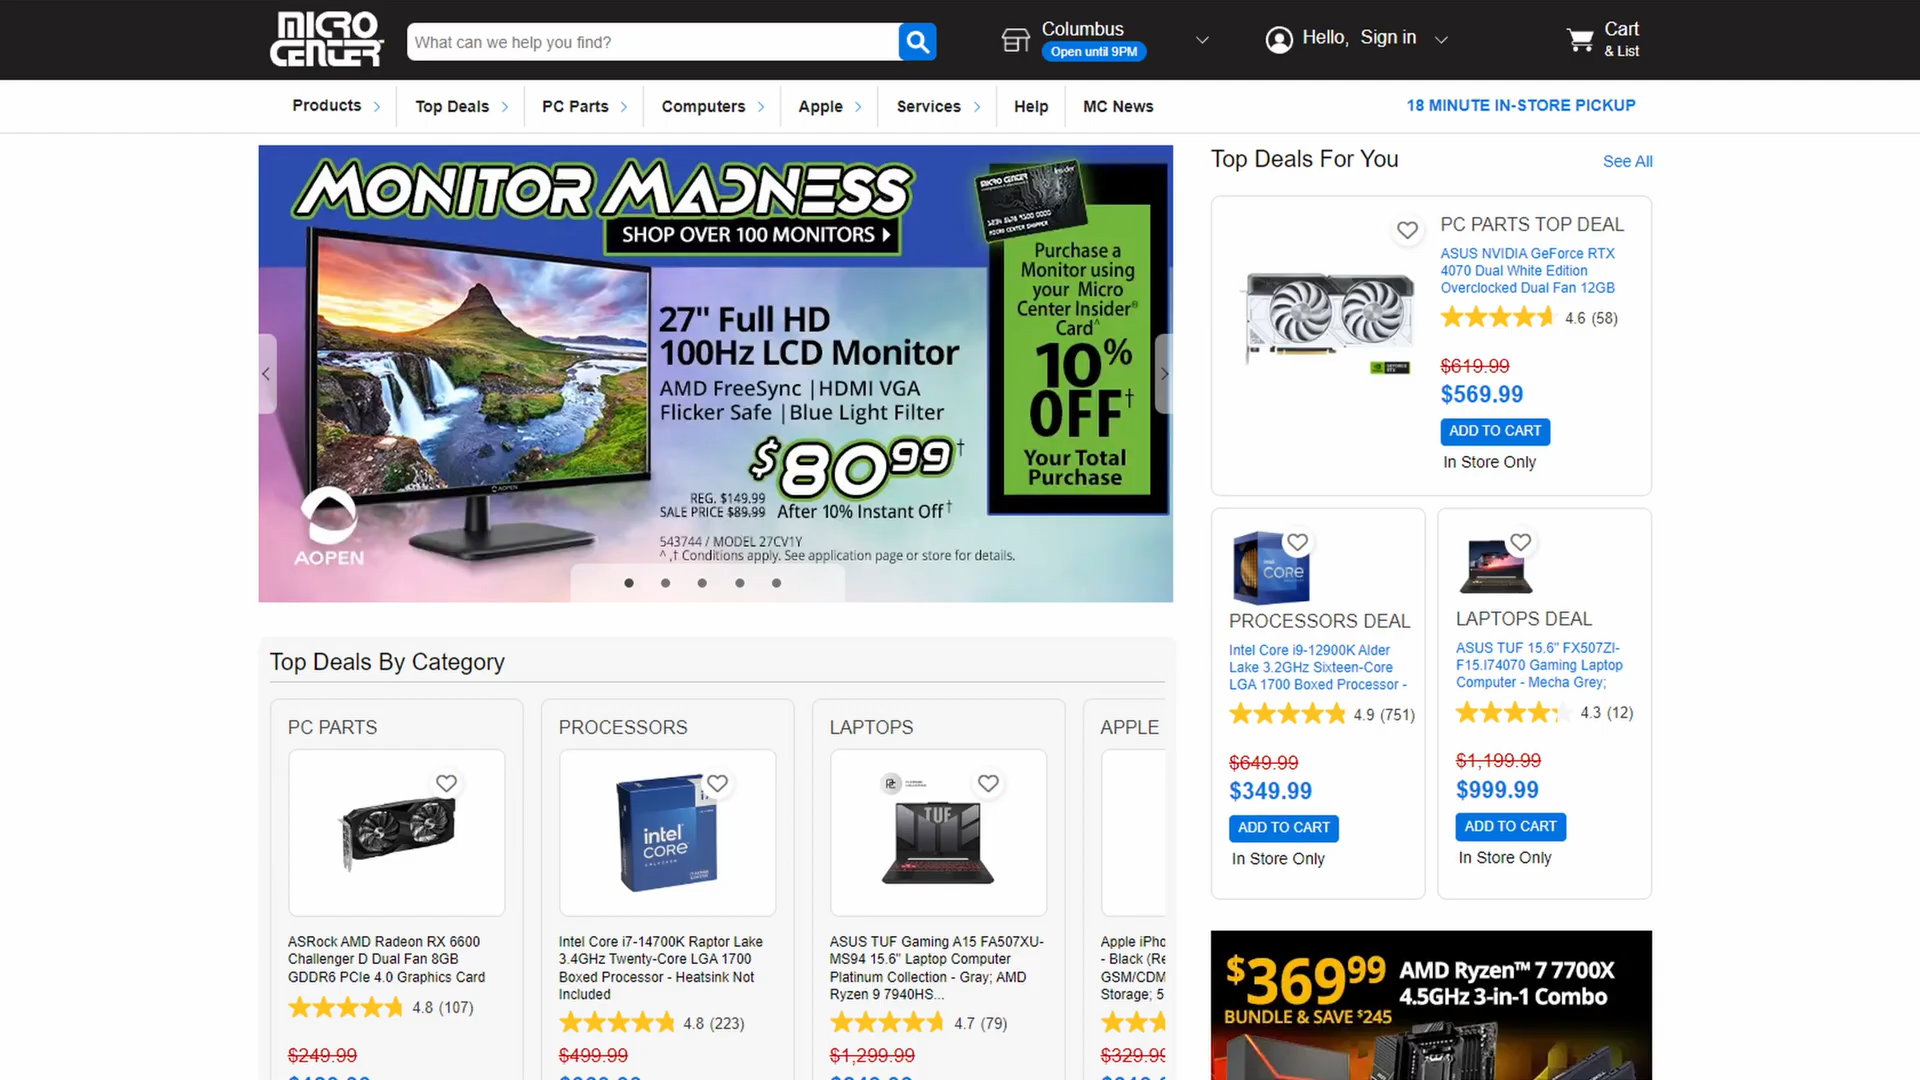 MICRO CENTER
What can we help you find?
Columbus
Open until 9PM
Hello, Sign in
Cart
& List
Products
Top Deals
PC Parts
Computers
Apple
Services
Help
MC News
18 MINUTE IN-STORE PICKUP
MONITOR MADNESS
SHOP OVER 100 MONITORS
27" Full HD
100Hz LCD Monitor
AMD FreeSync | HDMI VGA
Flicker Safe | Blue Light Filter
$80.99†
REG. $149.99
SALE PRICE $89.99 After 10% Instant Off†
543744 / MODEL 27CV1Y
^ ,† Conditions apply. See application page or store for details.
AOPEN
AOPEN
MICRO CENTER Insider
MICRO CENTER SHOPPER
Purchase a
Monitor using
your Micro
Center Insider®
Card^
10%
OFF†
Your Total
Purchase
Top Deals For You
See All
PC PARTS TOP DEAL
ASUS NVIDIA GeForce RTX
4070 Dual White Edition
Overclocked Dual Fan 12GB
4.6 (58)
$619.99
$569.99
ADD TO CART
In Store Only
intel
CORE
PROCESSORS DEAL
Intel Core i9-12900K Alder
Lake 3.2GHz Sixteen-Core
LGA 1700 Boxed Processor -
4.9 (751)
$649.99
$349.99
ADD TO CART
In Store Only
LAPTOPS DEAL
ASUS TUF 15.6" FX507ZI-
F15.I74070 Gaming Laptop
Computer - Mecha Grey;
4.3 (12)
$1,199.99
$999.99
ADD TO CART
In Store Only
Top Deals By Category
PC PARTS
ASRock AMD Radeon RX 6600
Challenger D Dual Fan 8GB
GDDR6 PCIe 4.0 Graphics Card
4.8 (107)
$249.99
PROCESSORS
intel
CORE
Intel Core i7-14700K Raptor Lake
3.4GHz Twenty-Core LGA 1700
Boxed Processor - Heatsink Not
Included
4.8 (223)
$499.99
LAPTOPS
TUF
ASUS TUF Gaming A15 FA507XU-
MS94 15.6" Laptop Computer
Platinum Collection - Gray; AMD
Ryzen 9 7940HS...
4.7 (79)
$1,299.99
APPLE
Apple iPho
- Black (Re
GSM/CDM
Storage; 5
$329.99
$369.99
BUNDLE & SAVE $245
AMD Ryzen™ 7 7700X
4.5GHz 3-in-1 Combo